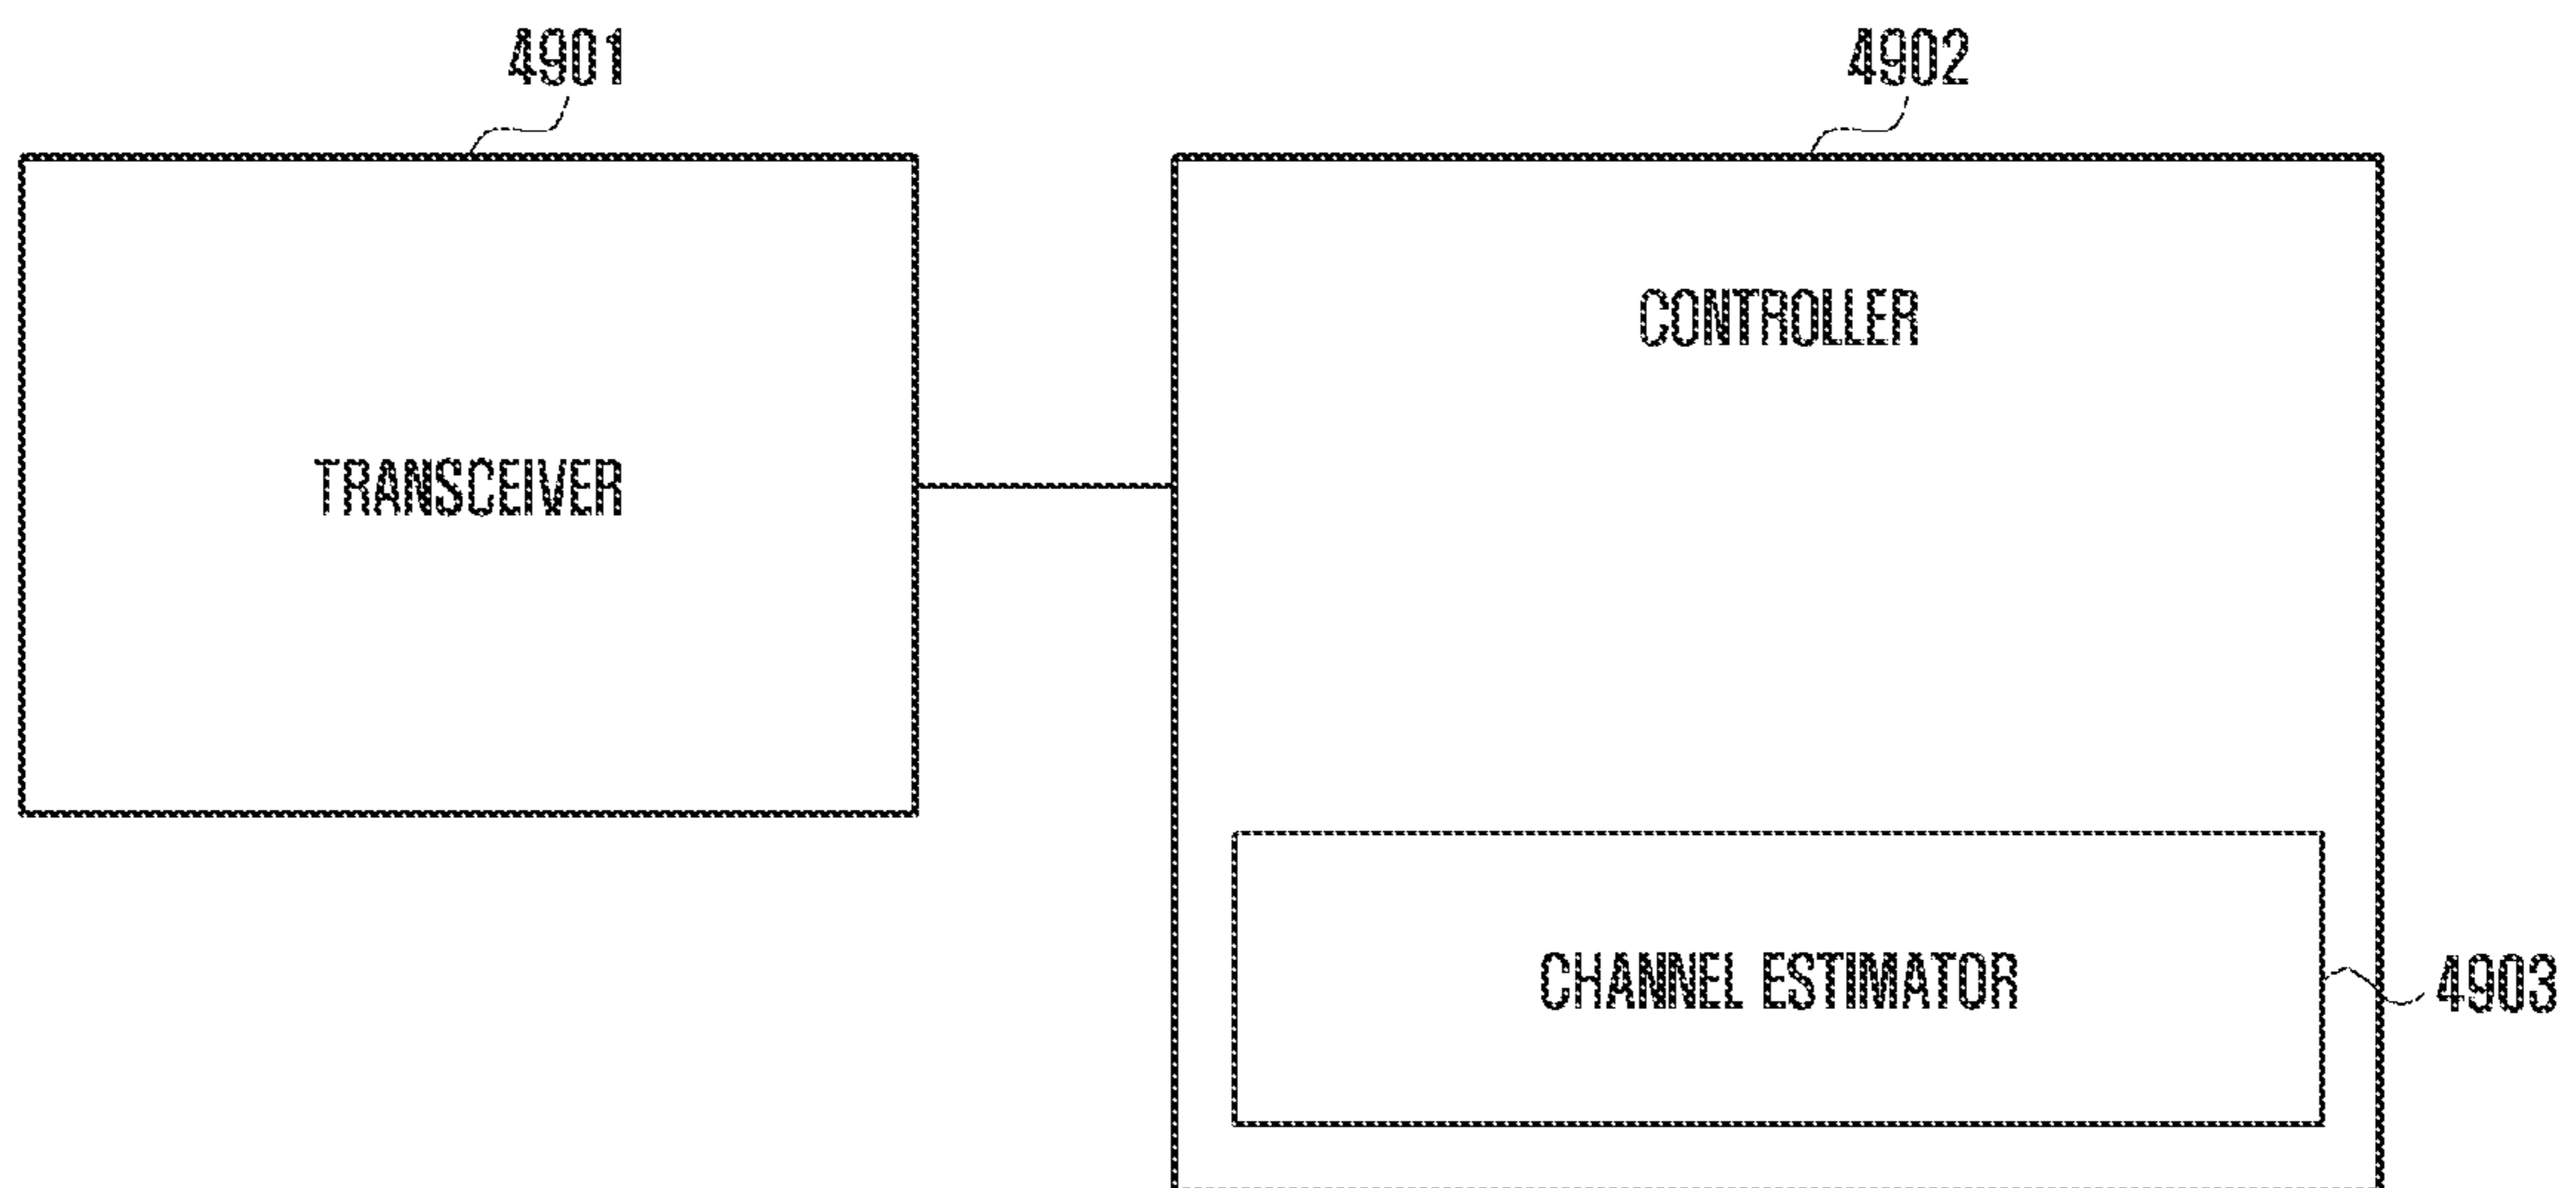 4901
4902
CONTROLLER
TRANSCEIVER
CHANNEL ESTIMATOR
4903